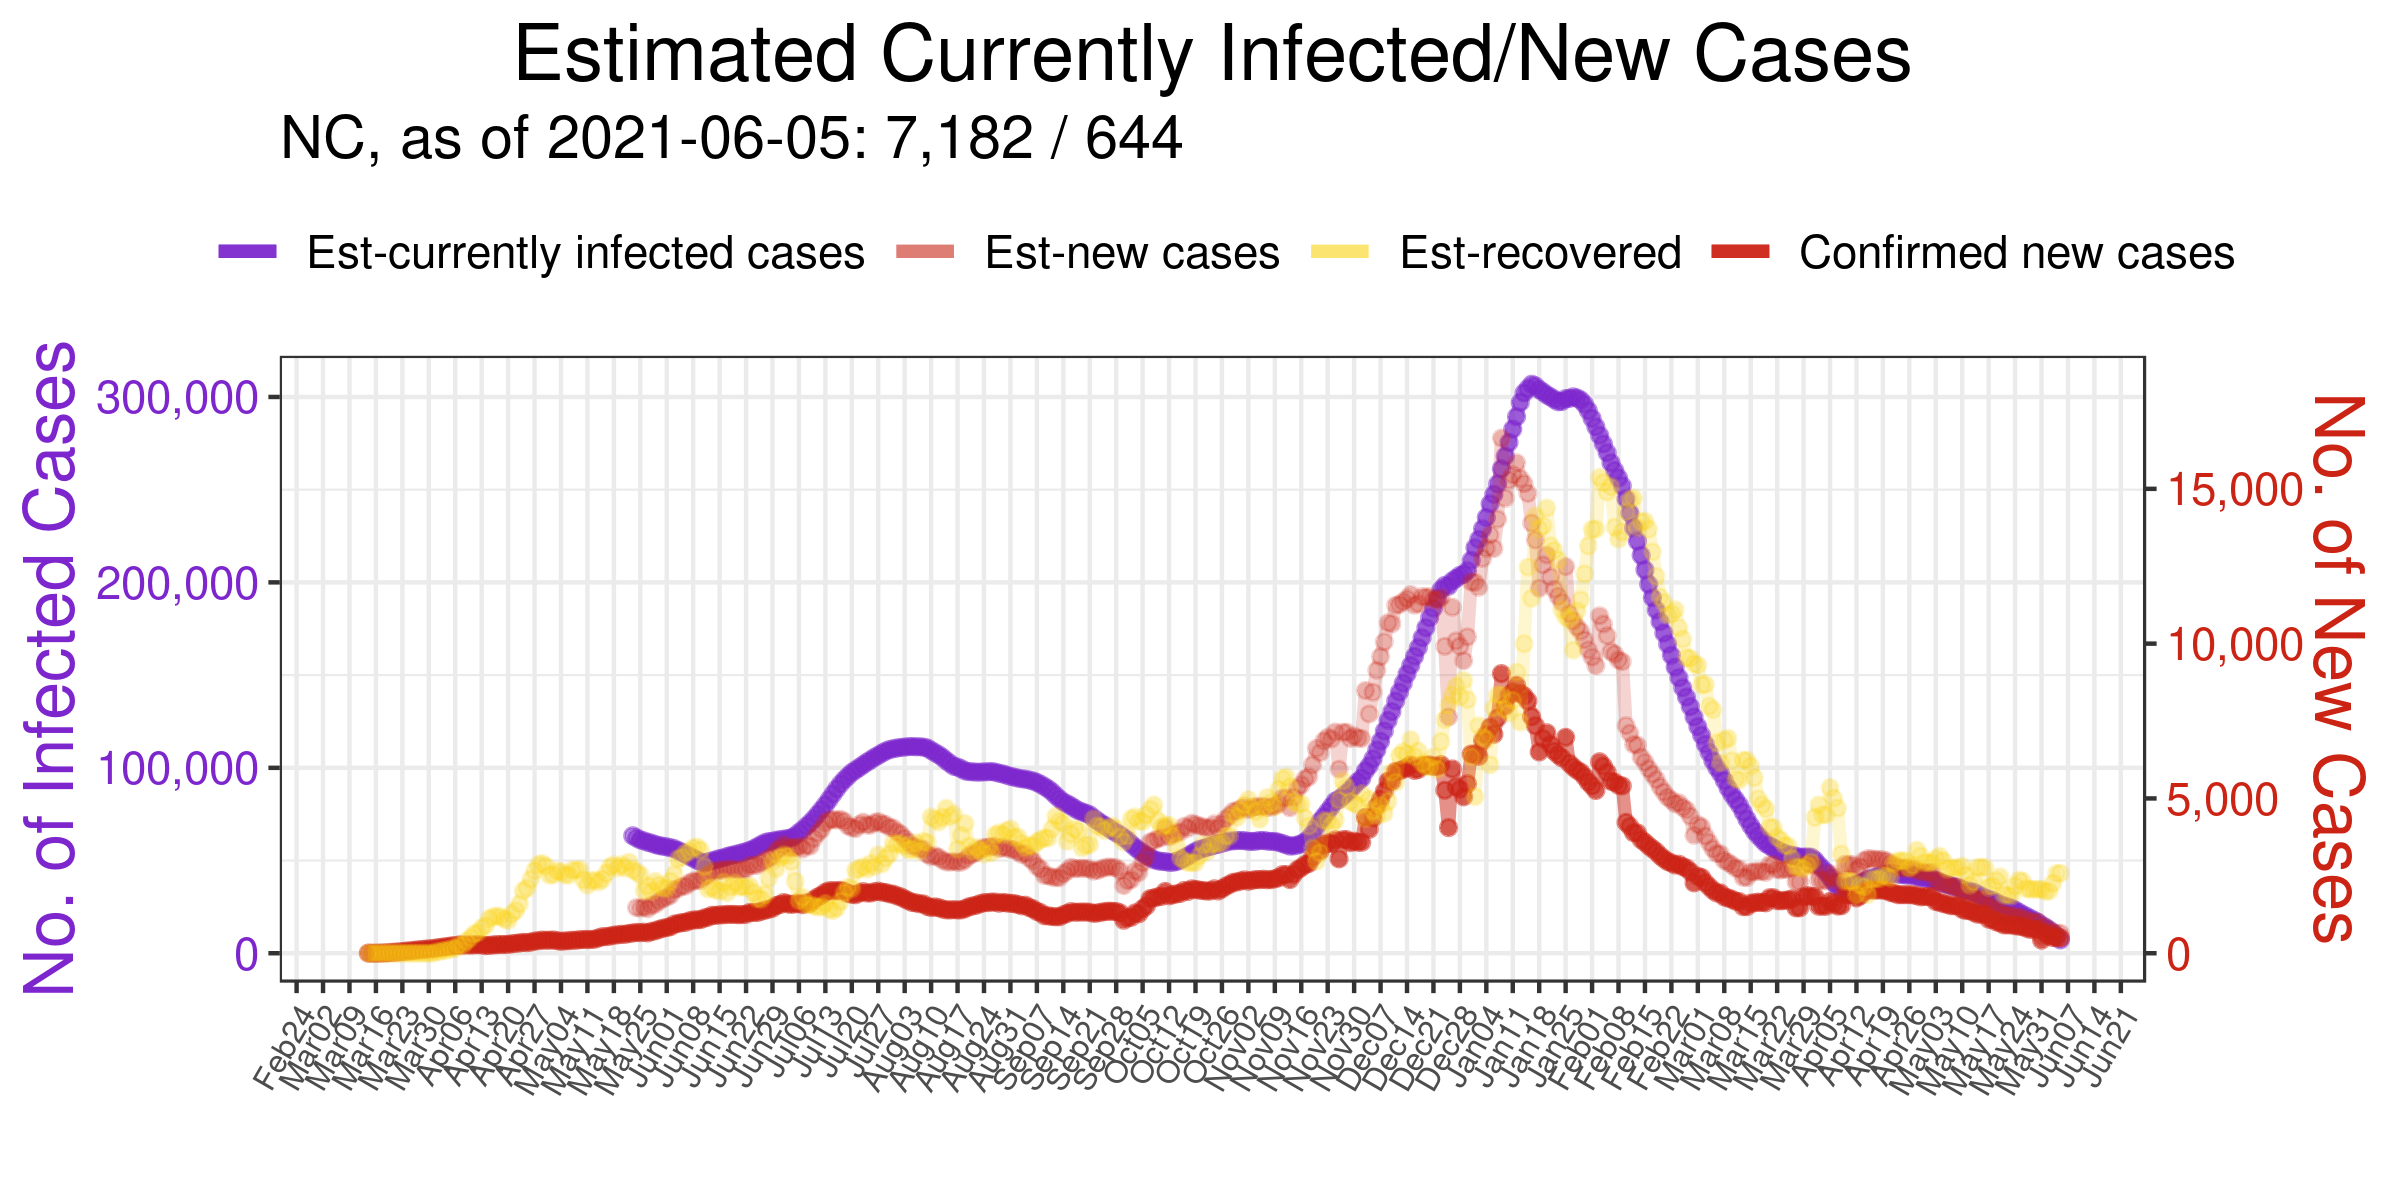 Estimated Currently Infected/New Cases
NC, as of 2021-06-05: 7,182 / 644
Est-currently infected cases Est-new cases Est-recovered Confirmed new cases
No. of Infected Cases
300,000
200,000
100,000
0
No. of New Cases
15,000
10,000
5,000
0
Feb24
Mar02
Mar09
Mar16
Mar23
Mar30
Apr06
Apr13
Apr20
Apr27
May04
May11
May18
May25
Jun01
Jun08
Jun15
Jun22
Jun29
Jul06
Jul13
Jul20
Jul27
Aug03
Aug10
Aug17
Aug24
Aug31
Sep07
Sep14
Sep21
Sep28
Oct05
Oct12
Oct19
Oct26
Nov02
Nov09
Nov16
Nov23
Nov30
Dec07
Dec14
Dec21
Dec28
Jan04
Jan11
Jan18
Jan25
Feb01
Feb08
Feb15
Feb22
Mar01
Mar08
Mar15
Mar22
Mar29
Apr05
Apr12
Apr19
Apr26
May03
May10
May17
May24
May31
Jun07
Jun14
Jun21